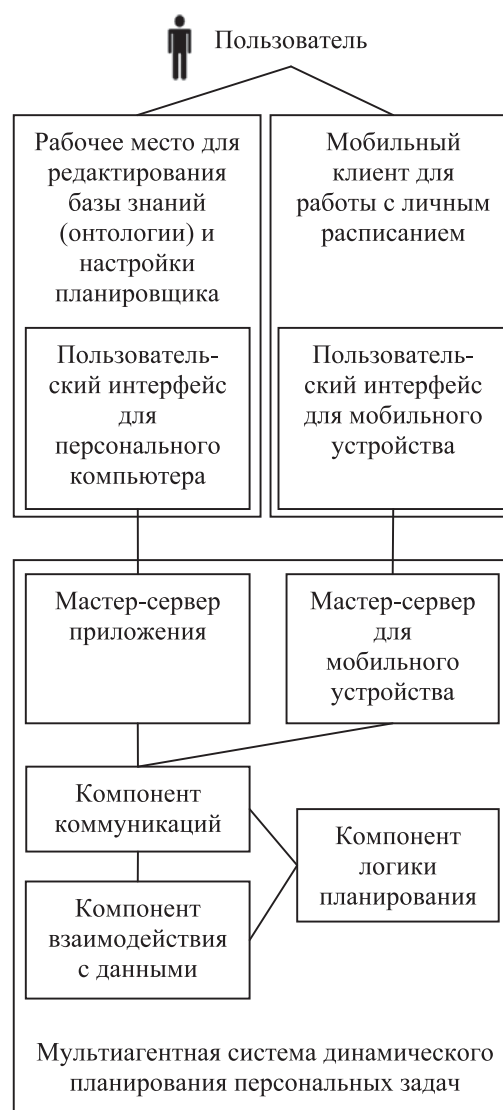 Пользователь
Рабочее место для
редактирования
базы знаний
(онтологии) и
настройки
планировщика
Пользователь-
ский интерфейс
для
персонального
компьютера
Мобильный
клиент для
работы с личным
расписанием
Пользователь-
ский интерфейс
для мобильного
устройства
Мастер-сервер
приложения
Мастер-сервер
для
мобильного
устройства
Компонент
коммуникаций
Компонент
логики
планирования
Компонент
взаимодействия
с данными
Мультиагентная система динамического
планирования персональных задач